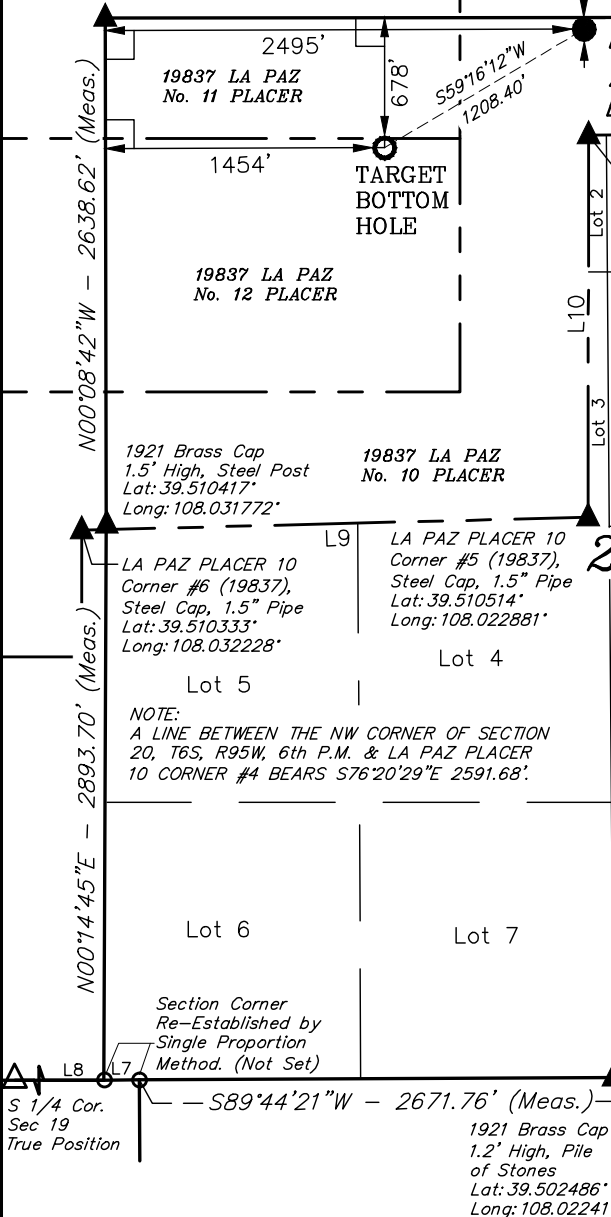 2495'
19837 LA PAZ
No. 11 PLACER
678'
S59°16'12"W
1208.40'
1454'
TARGET
BOTTOM
HOLE
N00°08'42"W - 2638.62' (Meas.)
19837 LA PAZ
No. 12 PLACER
Lot 2
L10
Lot 3
1921 Brass Cap
1.5' High, Steel Post
Lat: 39.510417°
Long: 108.031772°
19837 LA PAZ
No. 10 PLACER
L9
LA PAZ PLACER 10
Corner #6 (19837),
Steel Cap, 1.5" Pipe
Lat: 39.510333°
Long: 108.032228°
LA PAZ PLACER 10
Corner #5 (19837),
Steel Cap, 1.5" Pipe
Lat: 39.510514°
Long: 108.022881°
Lot 5
Lot 4
N00°14'45"E - 2893.70' (Meas.)
NOTE:
A LINE BETWEEN THE NW CORNER OF SECTION
20, T6S, R95W, 6th P.M. & LA PAZ PLACER
10 CORNER #4 BEARS S76°20'29"E 2591.68'.
Lot 6
Lot 7
Section Corner
Re-Established by
Single Proportion
Method. (Not Set)
L8
L7
S 1/4 Cor.
Sec 19
True Position
S89°44'21"W - 2671.76' (Meas.)
1921 Brass Cap
1.2' High, Pile
of Stones
Lat: 39.502486°
Long: 108.02241